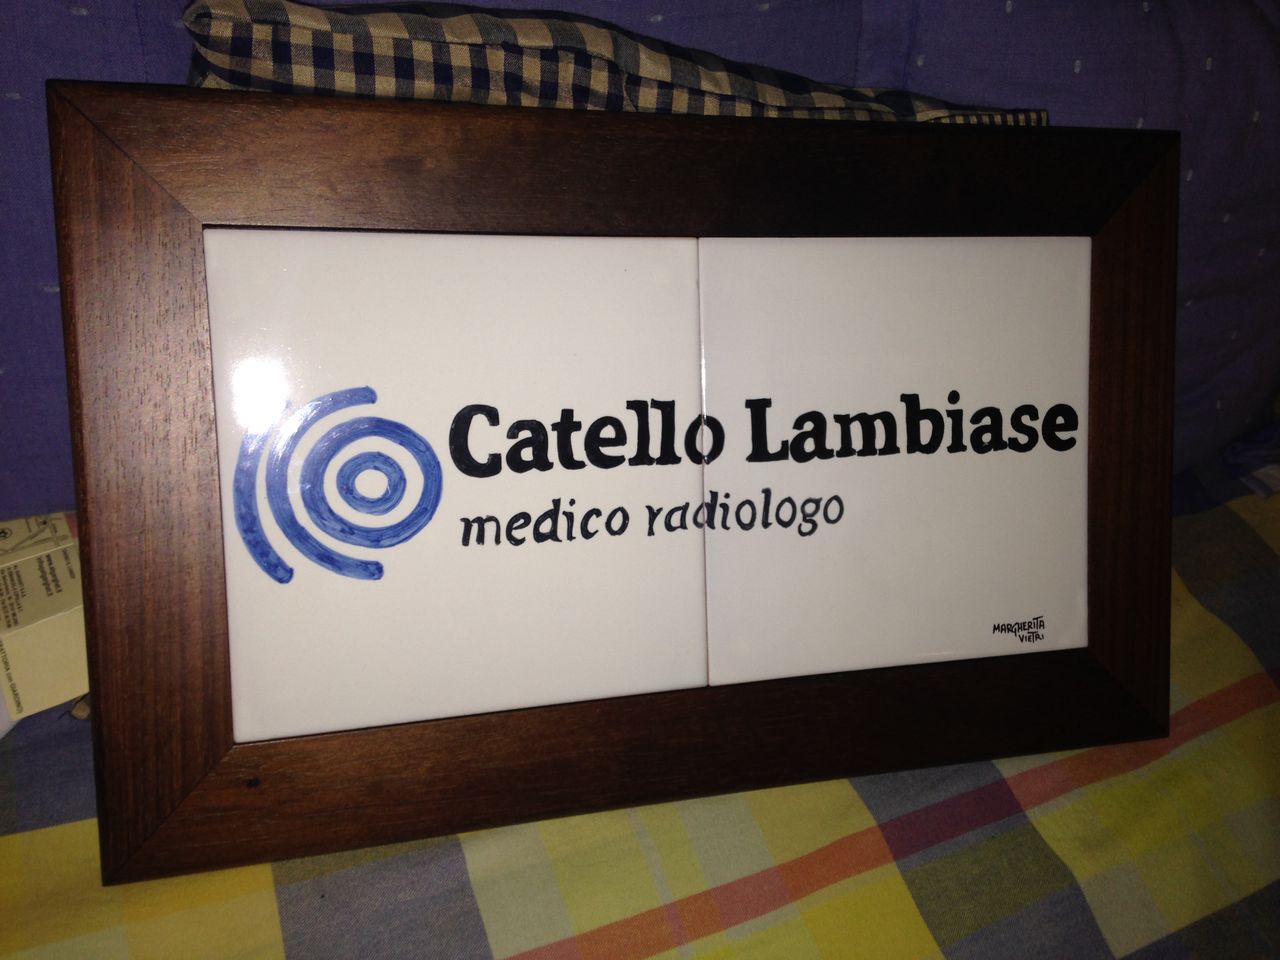 Catello Lambiase
medico radiologo
MARGHERITA
VIETRI